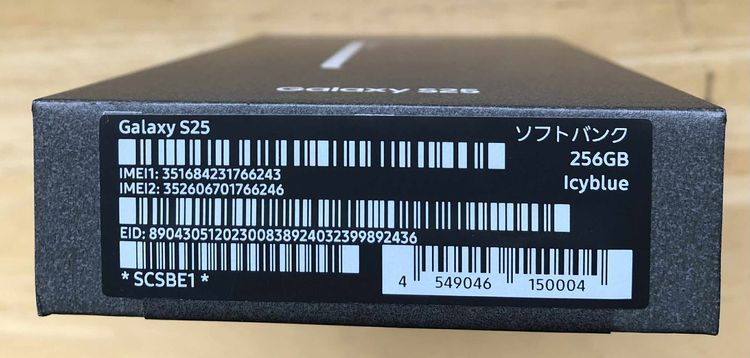 Galaxy S25
Galaxy S25
ソフトバンク
256GB
Icyblue
IMEI1: 351684231766243
IMEI2: 352606701766246
EID: 89043051202300838924032399892436
* SCSBE1 *
4 549046 150004